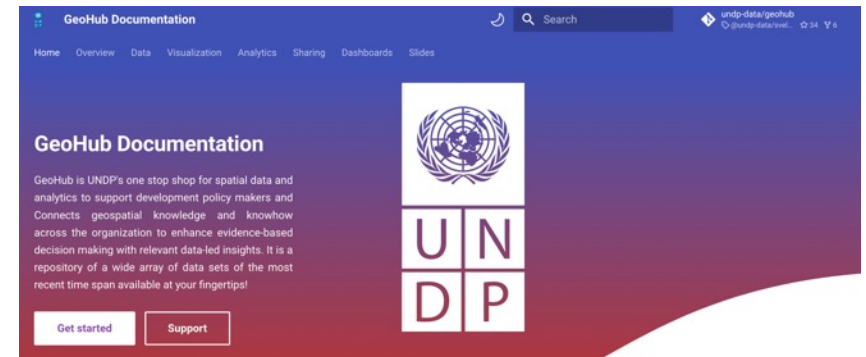 GeoHub Documentation
Search
undp-data/geohub
@undp-data/svel... 34 6
Home Overview Data Visualization Analytics Sharing Dashboards Slides
GeoHub Documentation
GeoHub is UNDP's one stop shop for spatial data and
analytics to support development policy makers and
Connects geospatial knowledge and knowhow
across the organization to enhance evidence-based
decision making with relevant data-led insights. It is a
repository of a wide array of data sets of the most
recent time span available at your fingertips!
Get started Support
U N
D P